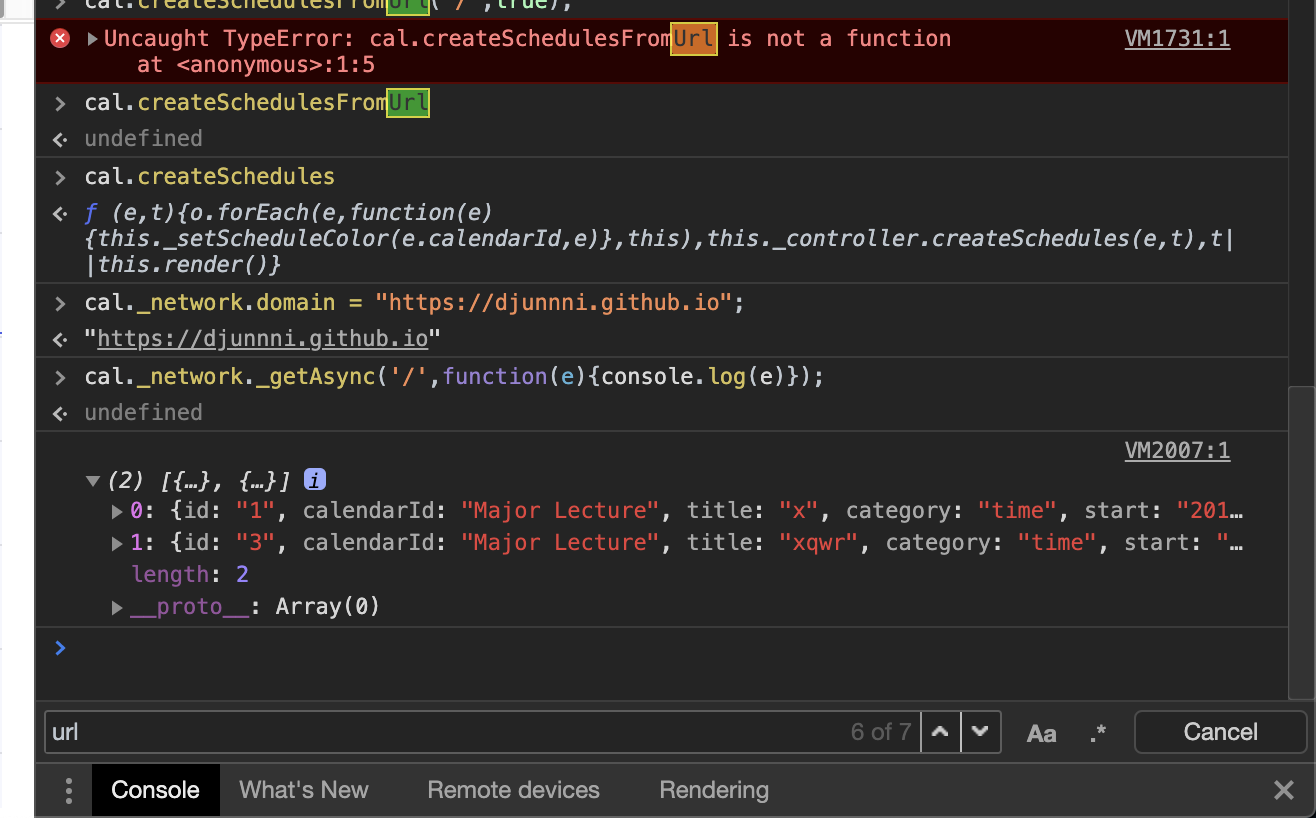 > cal.createSchedulesFromUrl('/',true);
Uncaught TypeError: cal.createSchedulesFromUrl is not a function VM1731:1
at <anonymous>:1:5
> cal.createSchedulesFromUrl
undefined
> cal.createSchedules
ƒ (e,t){o.forEach(e,function(e)
{this._setScheduleColor(e.calendarId,e)},this),this._controller.createSchedules(e,t),t|
|this.render()}
> cal._network.domain = "https://djunnni.github.io";
"https://djunnni.github.io"
> cal._network._getAsync('/',function(e){console.log(e)});
undefined
VM2007:1
(2) [{…}, {…}] i
0: {id: "1", calendarId: "Major Lecture", title: "x", category: "time", start: "201…
1: {id: "3", calendarId: "Major Lecture", title: "xqwr", category: "time", start: "…
length: 2
__proto__: Array(0)
>
url 6 of 7 Aa .* Cancel
Console What's New Remote devices Rendering